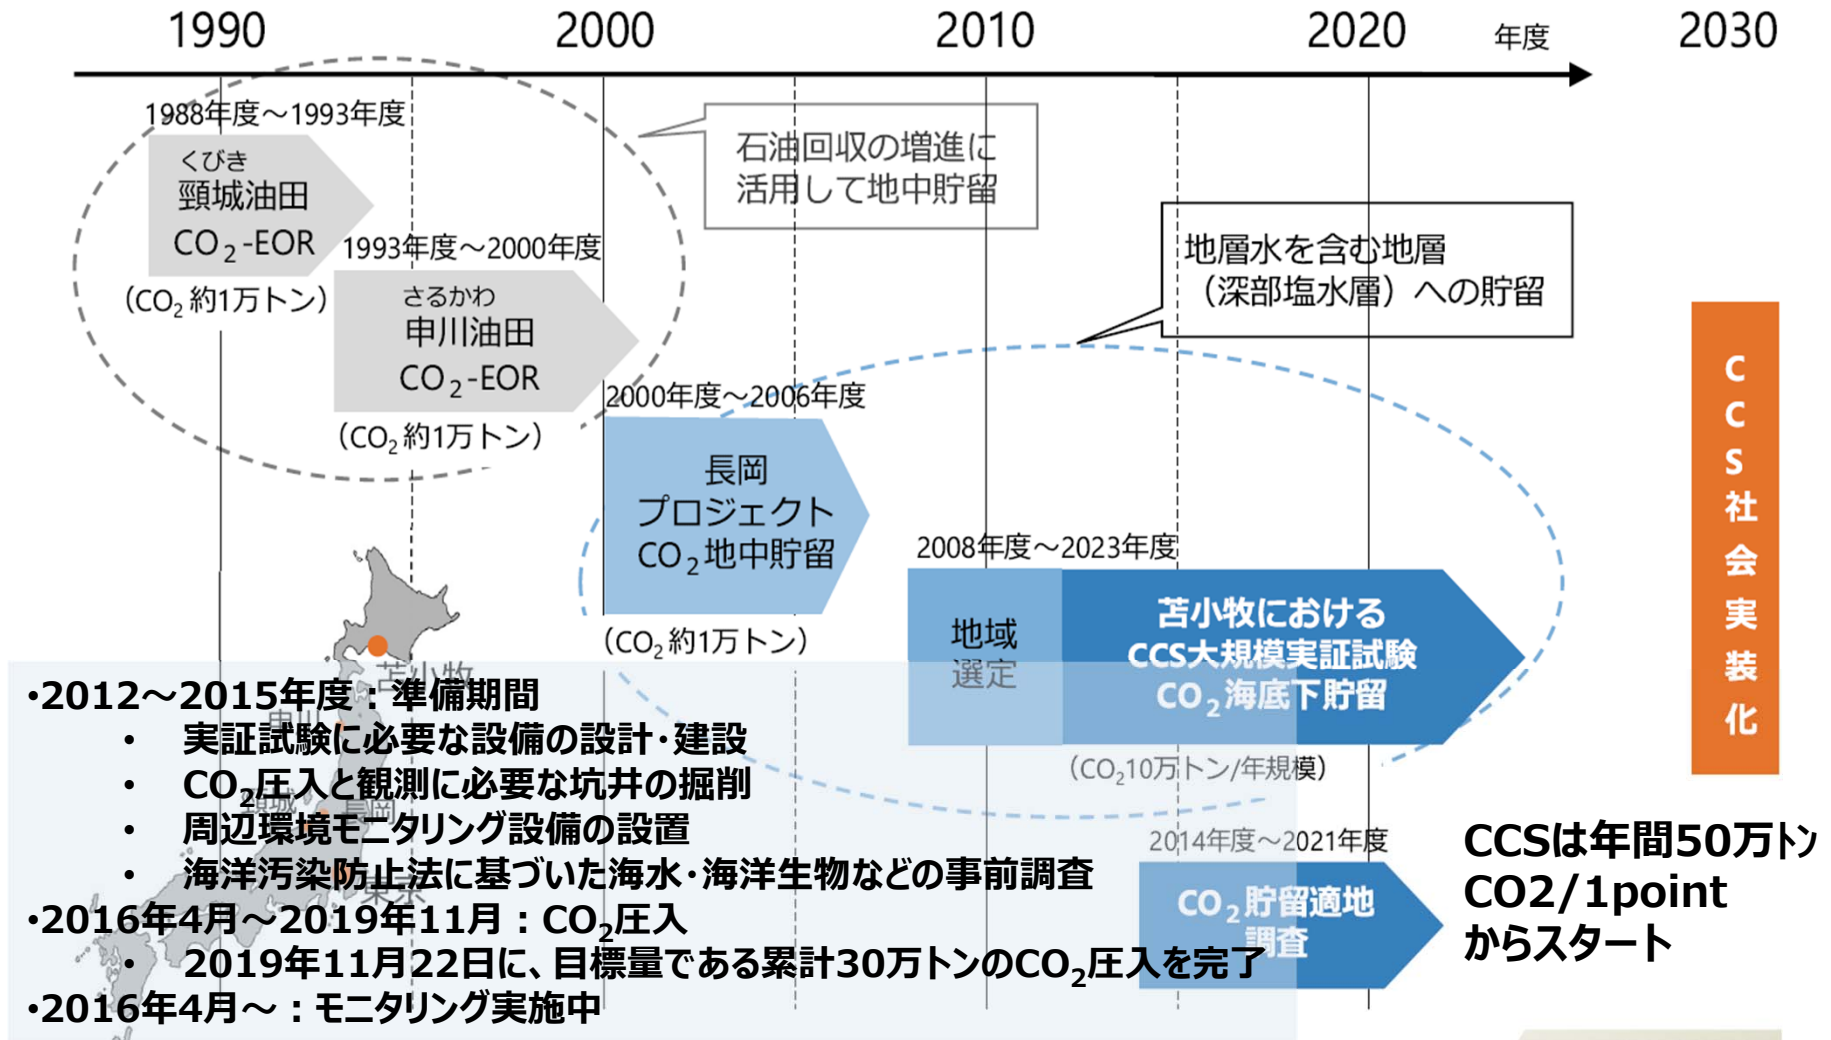 1990
2000
2010
2020
年度
2030
1988年度～1993年度
くびき
頸城油田
CO2-EOR
（CO2 約1万トン）
1993年度～2000年度
さるかわ
申川油田
CO2-EOR
（CO2 約1万トン）
石油回収の増進に
活用して地中貯留
地層水を含む地層
（深部塩水層）への貯留
2000年度～2006年度
長岡
プロジェクト
CO2地中貯留
（CO2 約1万トン）
2008年度～2023年度
地域
選定
苫小牧における
CCS大規模実証試験
CO2海底下貯留
（CO210万トン/年規模）
2014年度～2021年度
CO2貯留適地
調査
CCS社会実装化
CCSは年間50万トン
CO2/1point
からスタート
苫小牧
申川
頸城
長岡
東京
•2012～2015年度：準備期間
• 実証試験に必要な設備の設計･建設
• CO2圧入と観測に必要な坑井の掘削
• 周辺環境モニタリング設備の設置
• 海洋汚染防止法に基づいた海水･海洋生物などの事前調査
•2016年4月～2019年11月：CO2圧入
• 2019年11月22日に、目標量である累計30万トンのCO2圧入を完了
•2016年4月～：モニタリング実施中